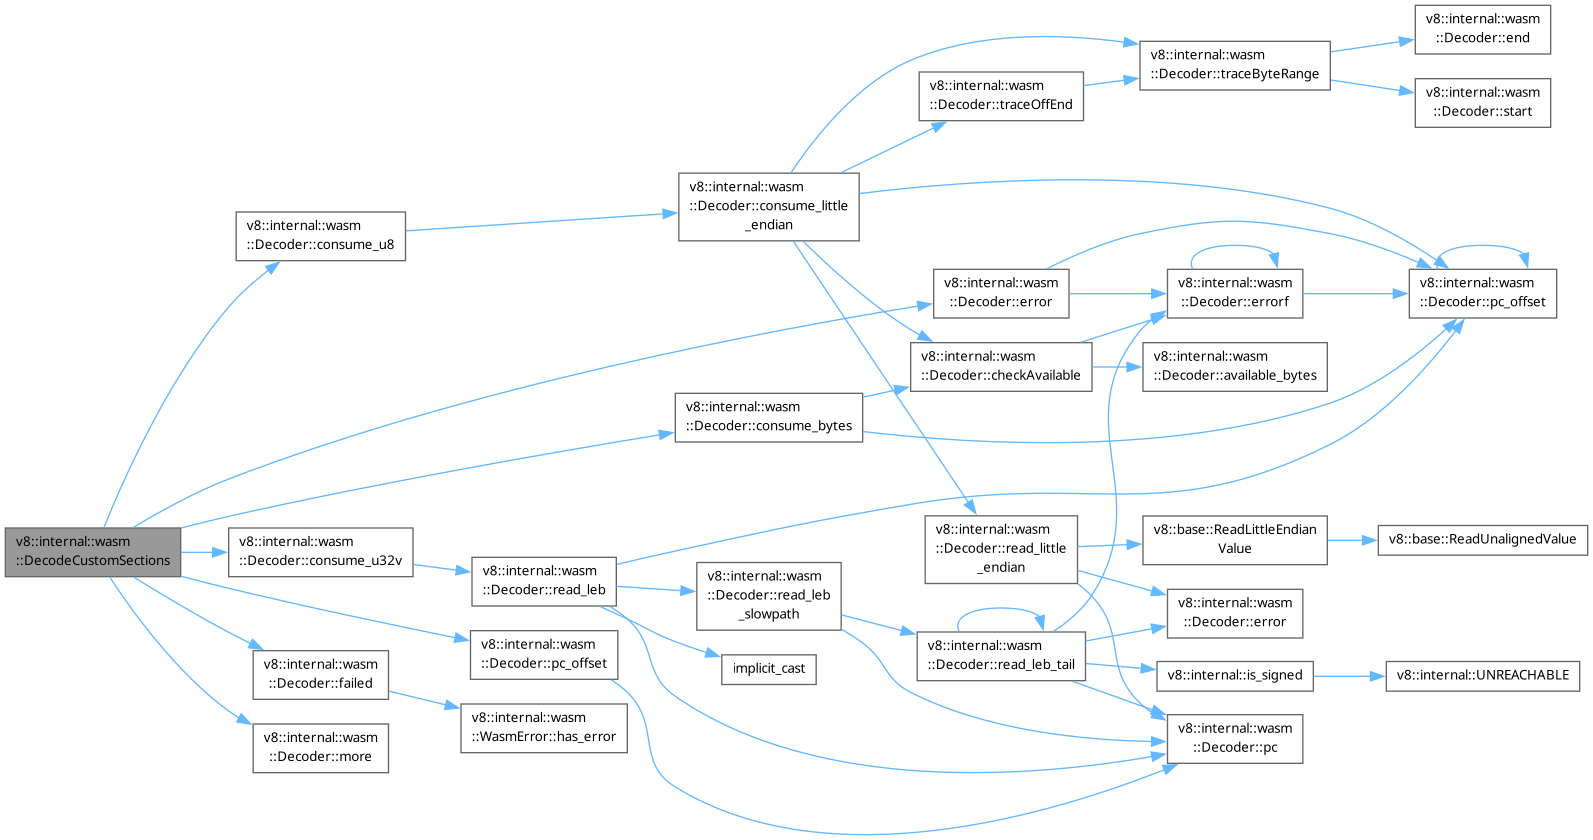 v8::internal::wasm
::DecodeCustomSections
v8::internal::wasm
::Decoder::consume_u8
v8::internal::wasm
::Decoder::consume_little
_endian
v8::internal::wasm
::Decoder::traceOffEnd
v8::internal::wasm
::Decoder::traceByteRange
v8::internal::wasm
::Decoder::end
v8::internal::wasm
::Decoder::start
v8::internal::wasm
::Decoder::error
v8::internal::wasm
::Decoder::errorf
v8::internal::wasm
::Decoder::pc_offset
v8::internal::wasm
::Decoder::checkAvailable
v8::internal::wasm
::Decoder::available_bytes
v8::internal::wasm
::Decoder::consume_bytes
v8::internal::wasm
::Decoder::consume_u32v
v8::internal::wasm
::Decoder::read_leb
v8::internal::wasm
::Decoder::read_leb
_slowpath
v8::internal::wasm
::Decoder::read_little
_endian
v8::base::ReadLittleEndian
Value
v8::base::ReadUnalignedValue
v8::internal::wasm
::Decoder::error
v8::internal::wasm
::Decoder::read_leb_tail
v8::internal::is_signed
v8::internal::UNREACHABLE
v8::internal::wasm
::Decoder::pc
v8::internal::wasm
::Decoder::pc_offset
implicit_cast
v8::internal::wasm
::Decoder::failed
v8::internal::wasm
::WasmError::has_error
v8::internal::wasm
::Decoder::more